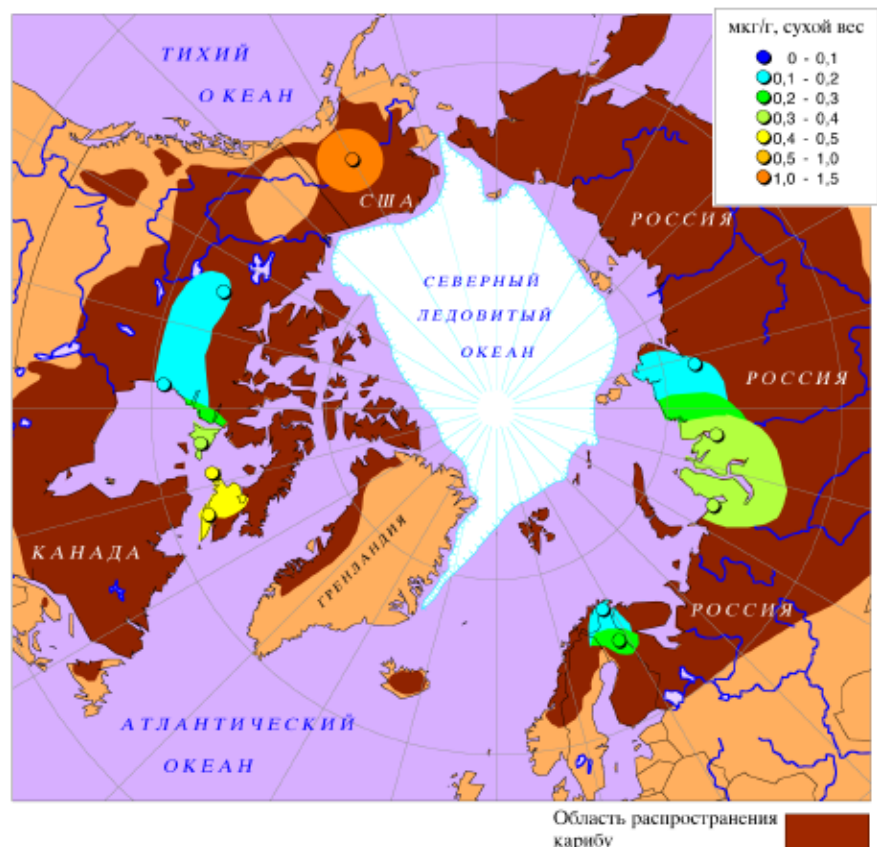 мкг/г, сухой вес
0 - 0,1
0,1 - 0,2
0,2 - 0,3
0,3 - 0,4
0,4 - 0,5
0,5 - 1,0
1,0 - 1,5
ТИХИЙ
ОКЕАН
США
РОССИЯ
СЕВЕРНЫЙ
ЛЕДОВИТЫЙ
ОКЕАН
РОССИЯ
КАНАДА
ГРЕНЛАНДИЯ
РОССИЯ
АТЛАНТИЧЕСКИЙ
ОКЕАН
Область распространения
карибу